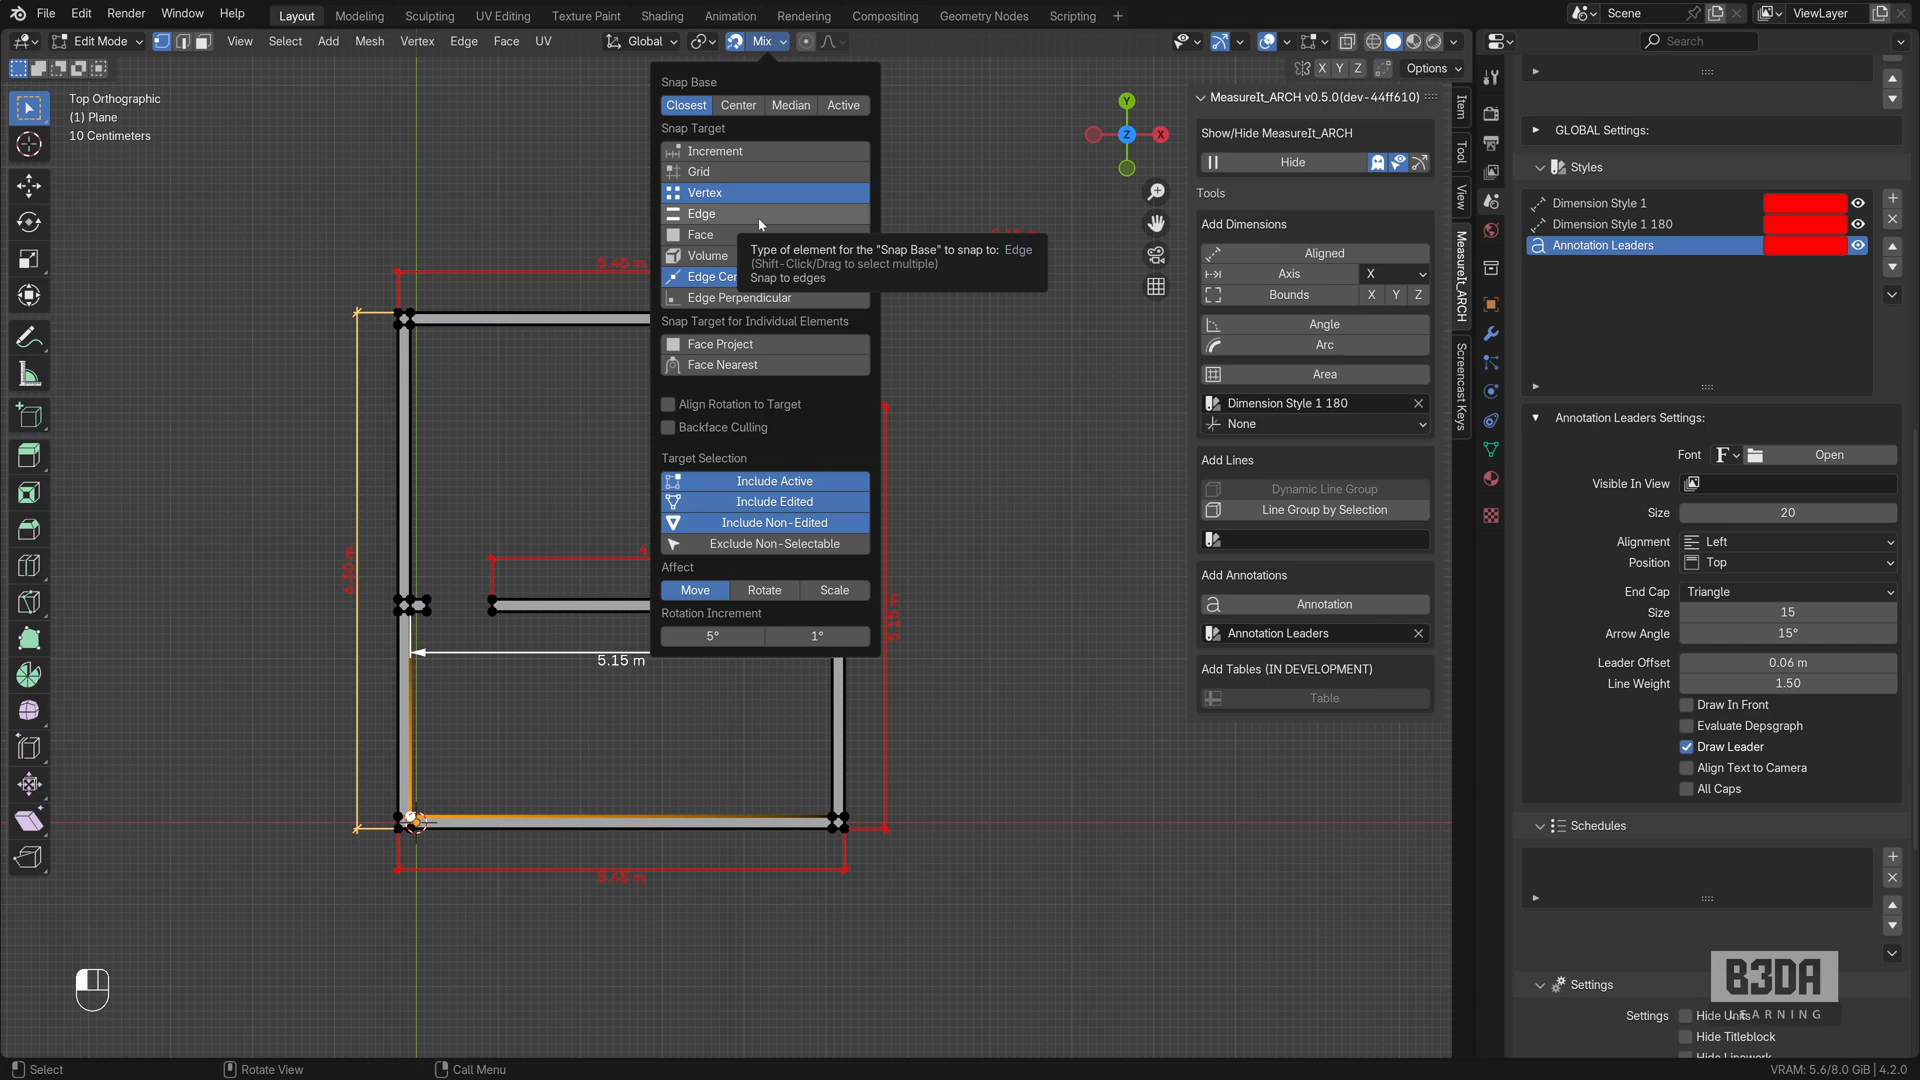 File Edit Render Window Help Layout Modeling Sculpting UV Editing Texture Paint Shading Animation Rendering Compositing Geometry Nodes Scripting + Scene ViewLayer
Edit Mode View Select Add Mesh Vertex Edge Face UV Global Mix Search
X Y Z Options
Top Orthographic
(1) Plane
10 Centimeters
Snap Base
Closest Center Median Active
Snap Target
Increment
Grid
Vertex
Edge
Face
Volume
Edge Cen
Edge Perpendicular
Type of element for the "Snap Base" to snap to: Edge
(Shift-Click/Drag to select multiple)
Snap to edges
Snap Target for Individual Elements
Face Project
Face Nearest
Align Rotation to Target
Backface Culling
Target Selection
Include Active
Include Edited
Include Non-Edited
Exclude Non-Selectable
Affect
Move Rotate Scale
Rotation Increment
5° 1°
5.45 m
6.30 m
5.15 m
5.15 m
5.45 m
Y
Z X
MeasureIt_ARCH v0.5.0(dev-44ff610)
Show/Hide MeasureIt_ARCH
Hide
Tools
Add Dimensions
Aligned
Axis X
Bounds X Y Z
Angle
Arc
Area
Dimension Style 1 180
None
Add Lines
Dynamic Line Group
Line Group by Selection
Add Annotations
Annotation
Annotation Leaders
Add Tables (IN DEVELOPMENT)
Table
Item
Tool
View
MeasureIt_ARCH
Screencast Keys
GLOBAL Settings:
Styles
Dimension Style 1
Dimension Style 1 180
Annotation Leaders
Annotation Leaders Settings:
Font F Open
Visible In View
Size 20
Alignment Left
Position Top
End Cap Triangle
Size 15
Arrow Angle 15°
Leader Offset 0.06 m
Line Weight 1.50
Draw In Front
Evaluate Depsgraph
Draw Leader
Align Text to Camera
All Caps
Schedules
Settings
Settings Hide Units
Hide Titleblock
Hide Linework
B3DA
LEARNING
Select Rotate View Call Menu VRAM: 5.6/8.0 GiB | 4.2.0